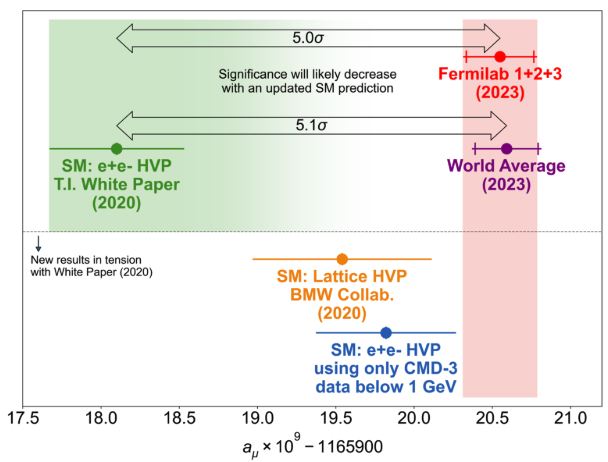 5.0σ
Significance will likely decrease
with an updated SM prediction
Fermilab 1+2+3
(2023)
5.1σ
SM: e+e- HVP
T.I. White Paper
(2020)
World Average
(2023)
New results in tension
with White Paper (2020)
SM: Lattice HVP
BMW Collab.
(2020)
SM: e+e- HVP
using only CMD-3
data below 1 GeV
17.5 18.0 18.5 19.0 19.5 20.0 20.5 21.0
aμ × 10⁹ − 1165900